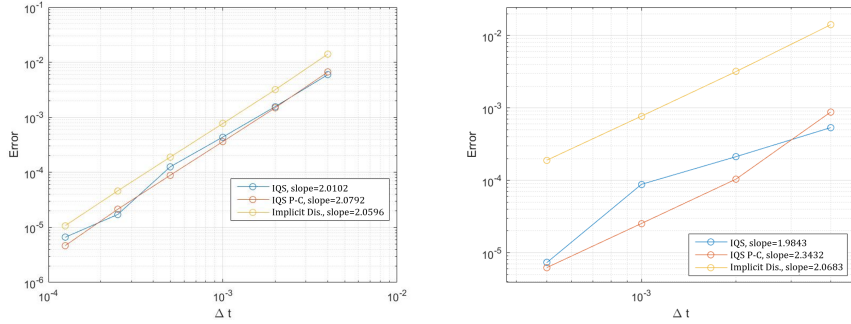 10^-1
10^-2
10^-3
10^-4
10^-5
10^-6
Error
10^-4
10^-3
10^-2
Δ t
IQS, slope=2.0102
IQS P-C, slope=2.0792
Implicit Dis., slope=2.0596
10^-2
10^-3
10^-4
10^-5
Error
10^-3
Δ t
IQS, slope=1.9843
IQS P-C, slope=2.3432
Implicit Dis., slope=2.0683